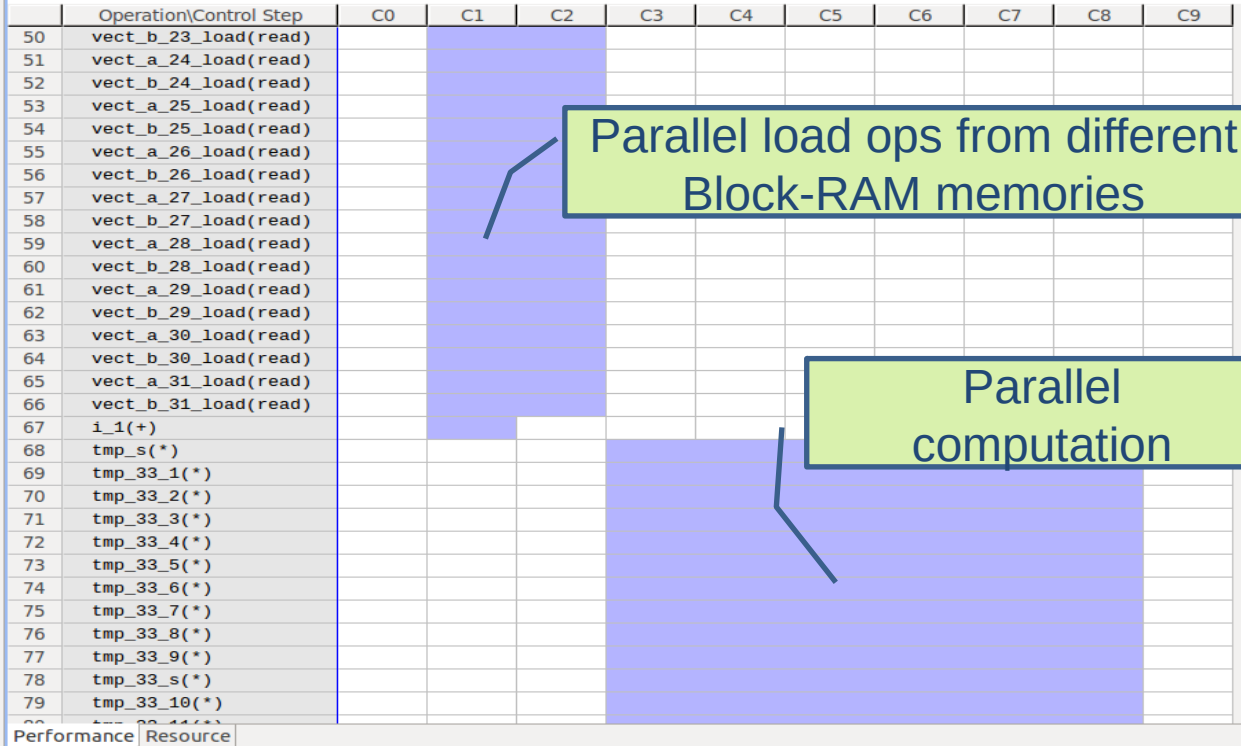 Operation\Control Step C0 C1 C2 C3 C4 C5 C6 C7 C8 C9
50 vect_b_23_load(read)
51 vect_a_24_load(read)
52 vect_b_24_load(read)
53 vect_a_25_load(read)
54 vect_b_25_load(read)
55 vect_a_26_load(read)
56 vect_b_26_load(read)
57 vect_a_27_load(read)
58 vect_b_27_load(read)
59 vect_a_28_load(read)
60 vect_b_28_load(read)
61 vect_a_29_load(read)
62 vect_b_29_load(read)
63 vect_a_30_load(read)
64 vect_b_30_load(read)
65 vect_a_31_load(read)
66 vect_b_31_load(read)
67 i_1(+)
68 tmp_s(*)
69 tmp_33_1(*)
70 tmp_33_2(*)
71 tmp_33_3(*)
72 tmp_33_4(*)
73 tmp_33_5(*)
74 tmp_33_6(*)
75 tmp_33_7(*)
76 tmp_33_8(*)
77 tmp_33_9(*)
78 tmp_33_s(*)
79 tmp_33_10(*)
Parallel load ops from different
Block-RAM memories
Parallel
computation
Performance Resource